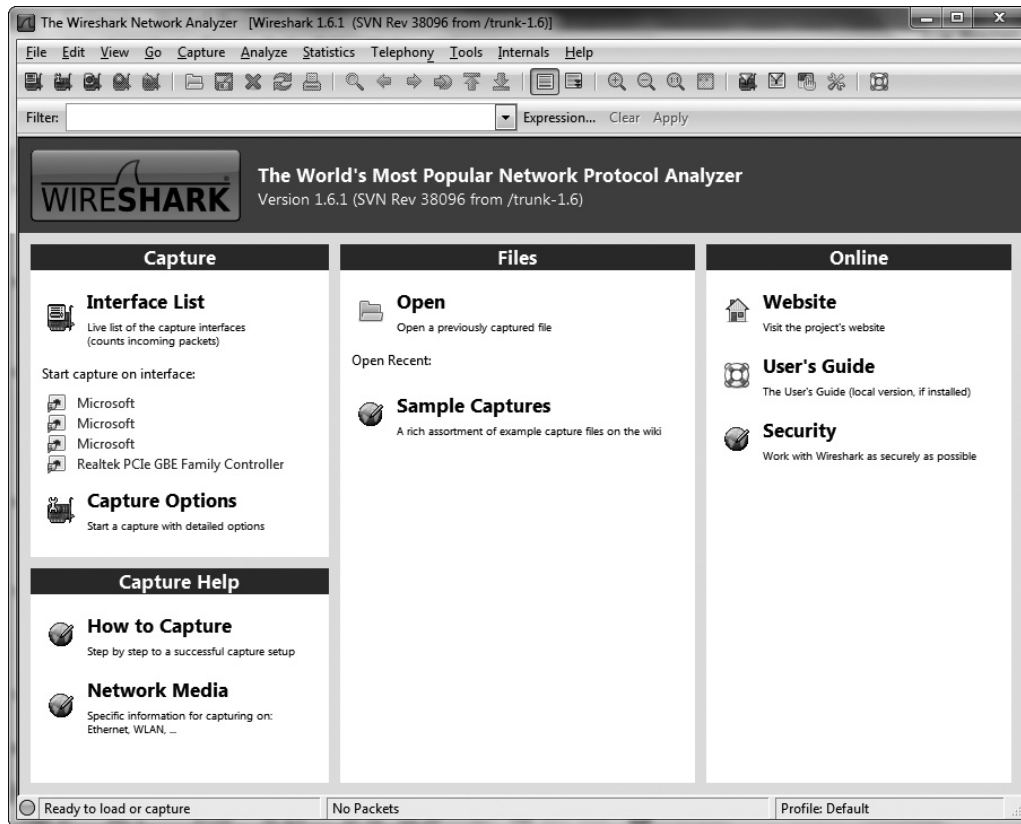 The Wireshark Network Analyzer [Wireshark 1.6.1 (SVN Rev 38096 from /trunk-1.6)]
File Edit View Go Capture Analyze Statistics Telephony Tools Internals Help
Filter: Expression... Clear Apply
WIRESHARK
The World's Most Popular Network Protocol Analyzer
Version 1.6.1 (SVN Rev 38096 from /trunk-1.6)
Capture
Interface List
Live list of the capture interfaces
(counts incoming packets)
Start capture on interface:
Microsoft
Microsoft
Microsoft
Realtek PCIe GBE Family Controller
Capture Options
Start a capture with detailed options
Capture Help
How to Capture
Step by step to a successful capture setup
Network Media
Specific information for capturing on:
Ethernet, WLAN, ...
Files
Open
Open a previously captured file
Open Recent:
Sample Captures
A rich assortment of example capture files on the wiki
Online
Website
Visit the project's website
User's Guide
The User's Guide (local version, if installed)
Security
Work with Wireshark as securely as possible
Ready to load or capture
No Packets
Profile: Default